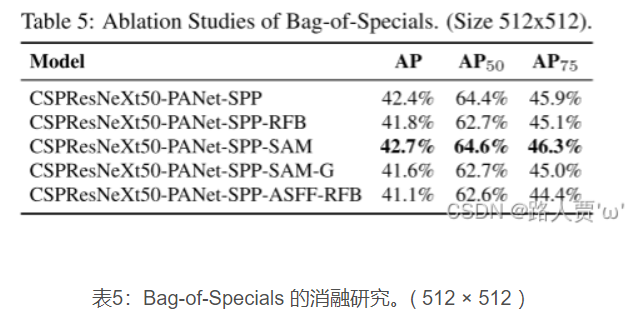 Table 5: Ablation Studies of Bag-of-Specials. (Size 512x512).
Model AP AP50 AP75
CSPResNeXt50-PANet-SPP 42.4% 64.4% 45.9%
CSPResNeXt50-PANet-SPP-RFB 41.8% 62.7% 45.1%
CSPResNeXt50-PANet-SPP-SAM 42.7% 64.6% 46.3%
CSPResNeXt50-PANet-SPP-SAM-G 41.6% 62.7% 45.0%
CSPResNeXt50-PANet-SPP-ASFF-RFB 41.1% 62.6% 44.4%
CSDN @路人贾'ω'
表5：Bag-of-Specials 的消融研究。( 512 × 512 )